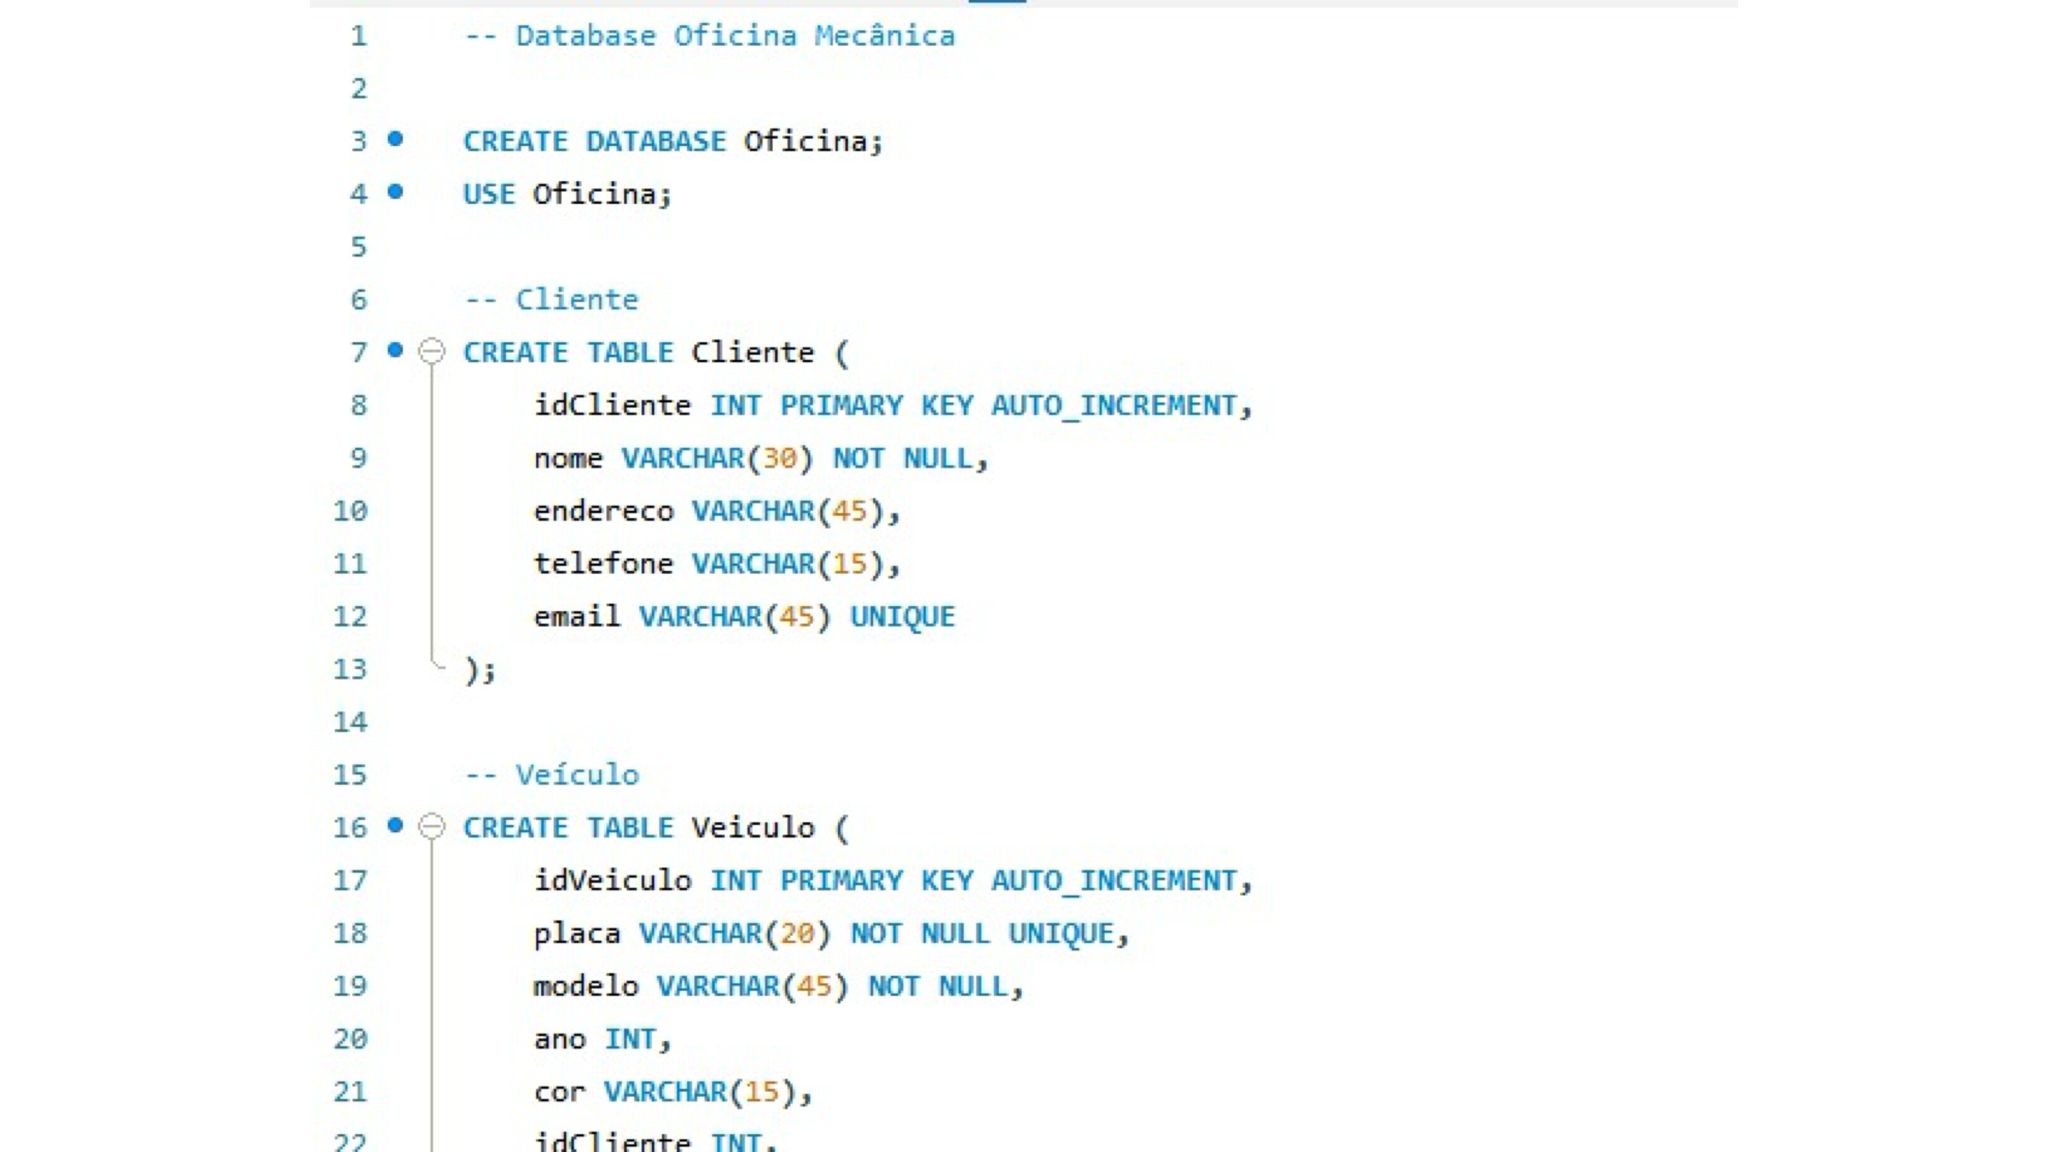 1 -- Database Oficina Mecânica
2
3 CREATE DATABASE Oficina;
4 USE Oficina;
5
6 -- Cliente
7 CREATE TABLE Cliente (
8 idCliente INT PRIMARY KEY AUTO_INCREMENT,
9 nome VARCHAR(30) NOT NULL,
10 endereco VARCHAR(45),
11 telefone VARCHAR(15),
12 email VARCHAR(45) UNIQUE
13 );
14
15 -- Veículo
16 CREATE TABLE Veiculo (
17 idVeiculo INT PRIMARY KEY AUTO_INCREMENT,
18 placa VARCHAR(20) NOT NULL UNIQUE,
19 modelo VARCHAR(45) NOT NULL,
20 ano INT,
21 cor VARCHAR(15),
22 idCliente INT,